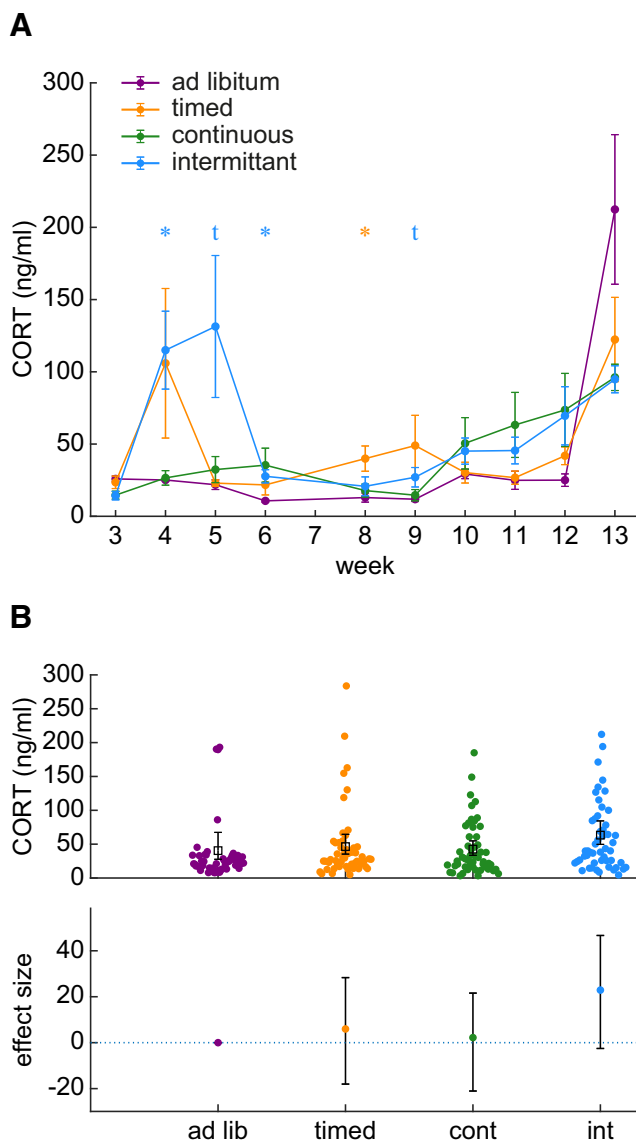 A
300
250
200
150
100
50
0
CORT (ng/ml)
ad libitum
timed
continuous
intermittant
* t * * t
3 4 5 6 7 8 9 10 11 12 13
week
B
300
250
200
150
100
50
0
CORT (ng/ml)
40
20
0
-20
effect size
ad lib timed cont int